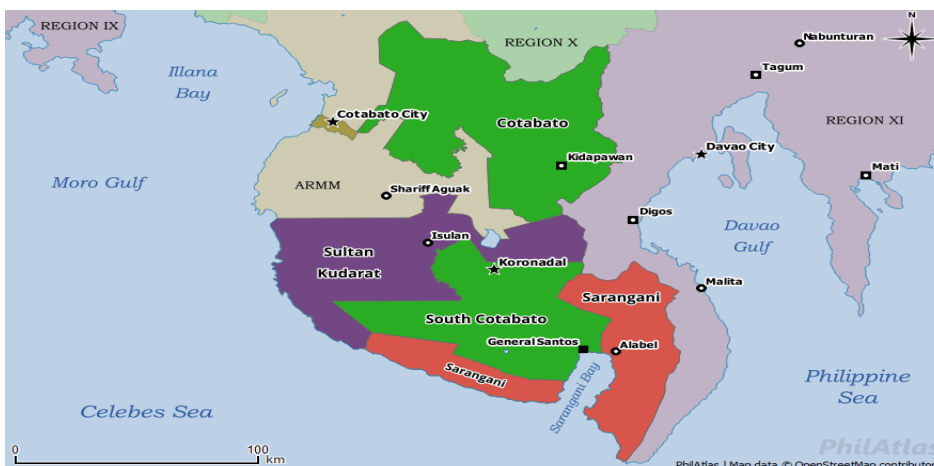 N
REGION IX
REGION X
Nabunturan
Illana
Bay
Tagum
Cotabato City
Cotabato
REGION XI
Davao City
Kidapawan
Mati
Moro Gulf
ARMM
Shariff Aguak
Digos
Davao
Gulf
Isulan
Sultan
Kudarat
Koronadal
Malita
Sarangani
South Cotabato
General Santos
Alabel
Sarangani
Sarangani Bay
Philippine
Sea
Celebes Sea
0
100
km
PhilAtlas
PhilAtlas | Map data © OpenStreetMap contributor